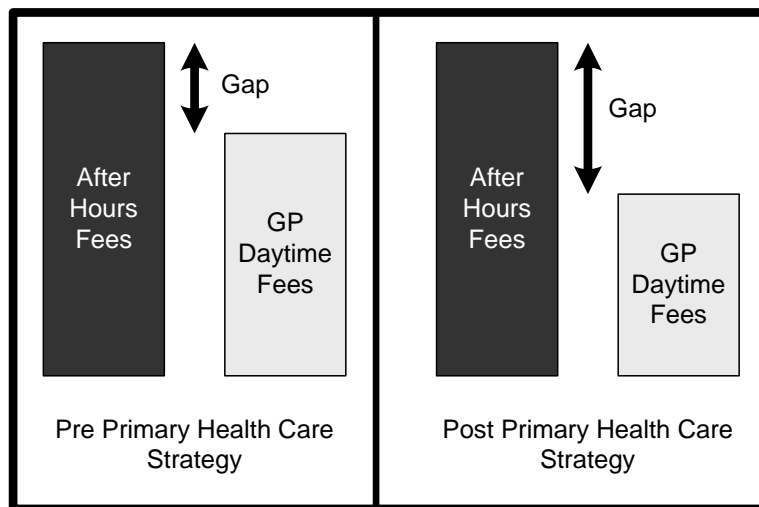 After
Hours
Fees
Gap
GP
Daytime
Fees
Pre Primary Health Care
Strategy
After
Hours
Fees
Gap
GP
Daytime
Fees
Post Primary Health Care
Strategy